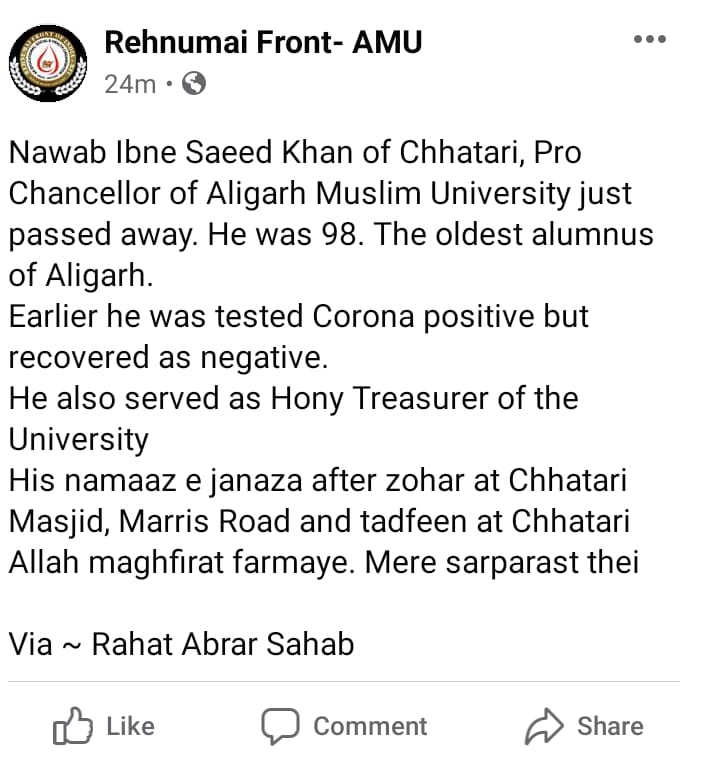 Rehnumai Front- AMU
24m •
Nawab Ibne Saeed Khan of Chhatari, Pro
Chancellor of Aligarh Muslim University just
passed away. He was 98. The oldest alumnus
of Aligarh.
Earlier he was tested Corona positive but
recovered as negative.
He also served as Hony Treasurer of the
University
His namaaz e janaza after zohar at Chhatari
Masjid, Marris Road and tadfeen at Chhatari
Allah maghfirat farmaye. Mere sarparast thei
Via ~ Rahat Abrar Sahab
Like Comment Share